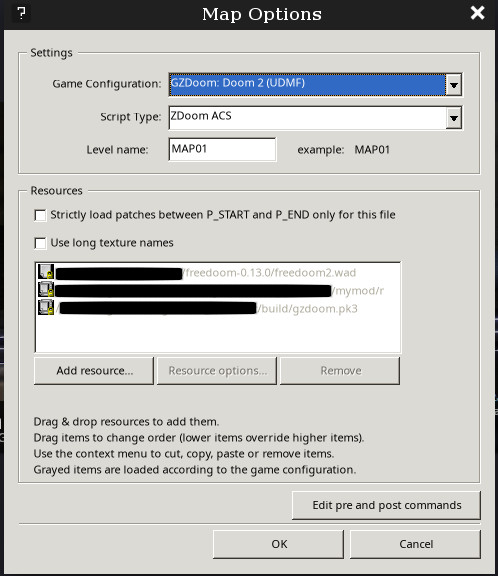 ?
Map Options
Settings
Game Configuration: GZDoom: Doom 2 (UDMF)
Script Type: ZDoom ACS
Level name: MAP01 example: MAP01
Resources
Strictly load patches between P_START and P_END only for this file
Use long texture names
/freedoom-0.13.0/freedoom2.wad
/mymod/r
/build/gzdoom.pk3
Add resource... Resource options... Remove
Drag & drop resources to add them.
Drag items to change order (lower items override higher items).
Use the context menu to cut, copy, paste or remove items.
Grayed items are loaded according to the game configuration.
Edit pre and post commands
OK Cancel